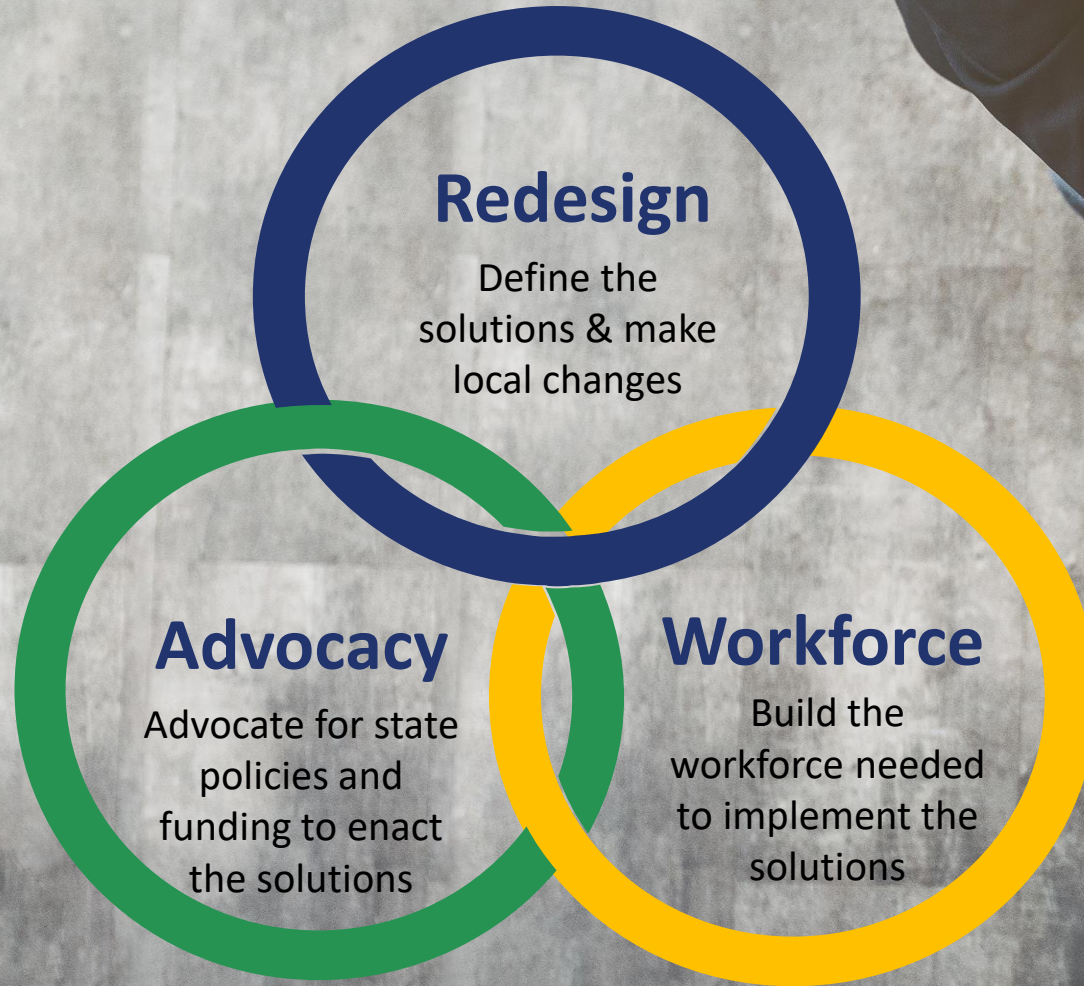 Redesign
Define the
solutions & make
local changes
Advocacy
Advocate for state
policies and
funding to enact
the solutions
Workforce
Build the
workforce needed
to implement the
solutions